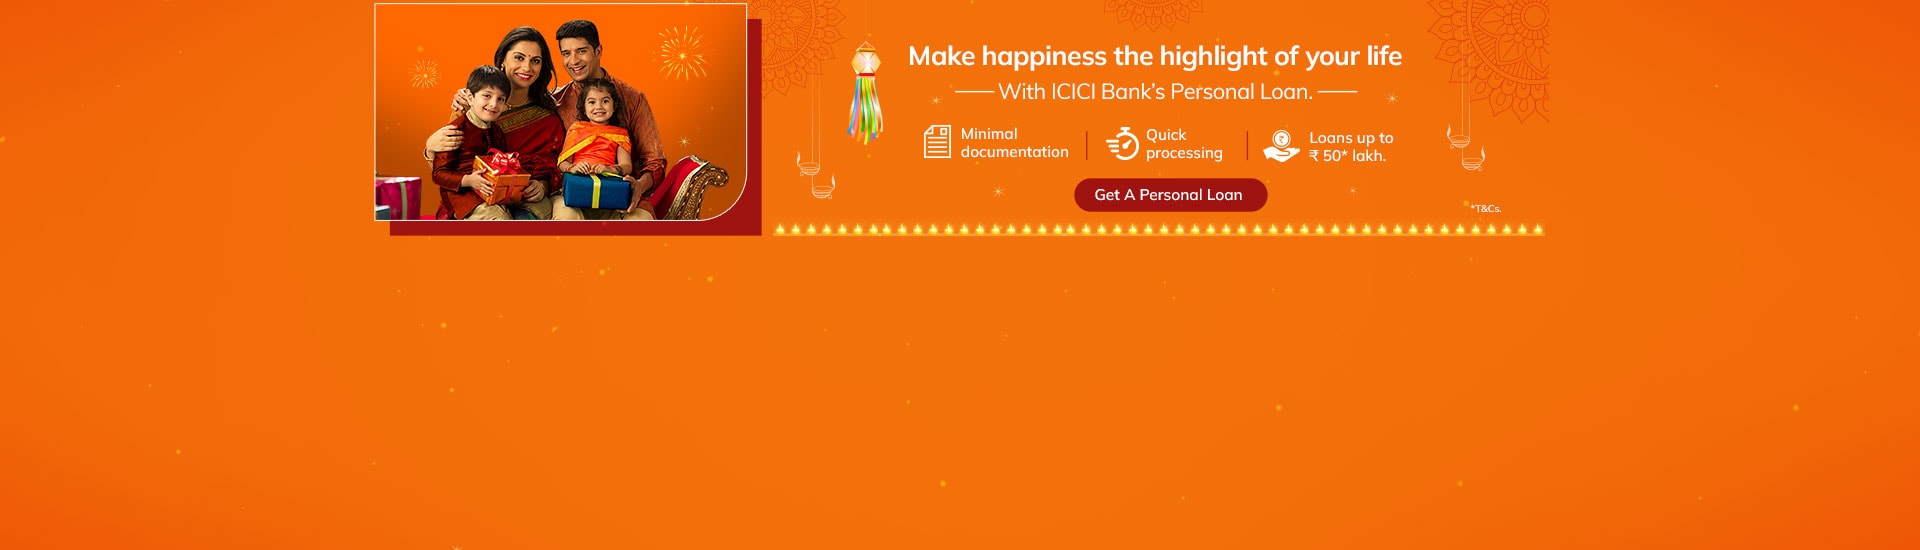 Make happiness the highlight of your life
With ICICI Bank's Personal Loan.
Minimal
documentation
Quick
processing
Loans up to
₹ 50* lakh.
Get A Personal Loan
*T&Cs.